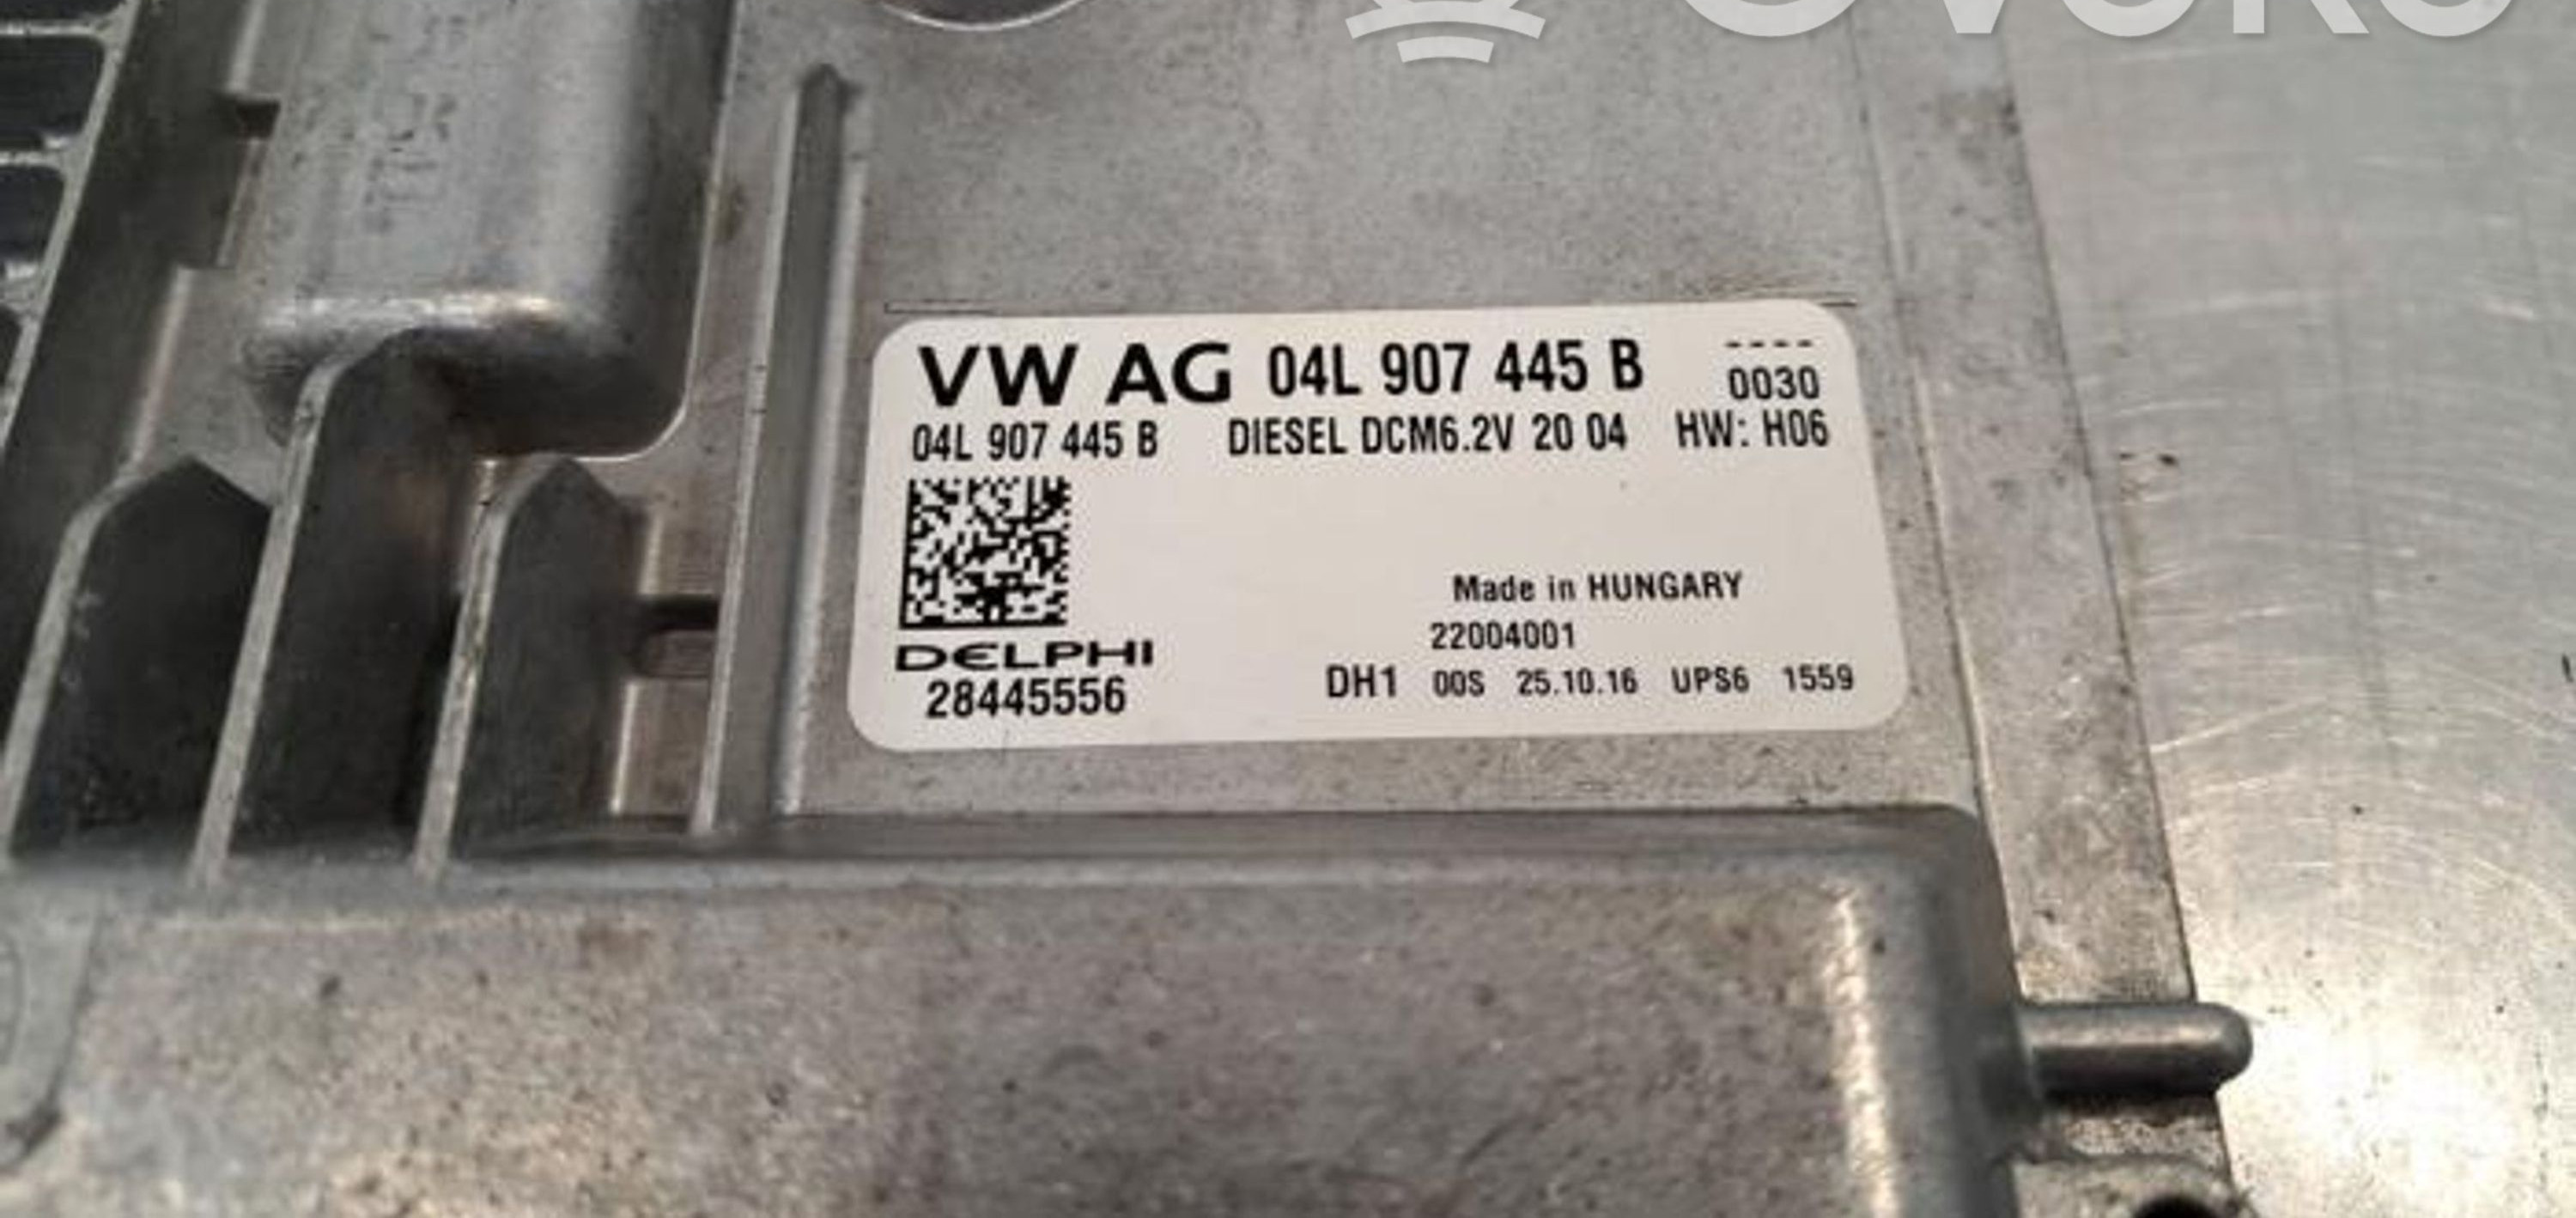 OVOKO
VW AG 04L 907 445 B ----
0030
04L 907 445 B DIESEL DCM6.2V 20 04 HW: H06
Made in HUNGARY
22004001
DELPHI
28445556
DH1 00S 25.10.16 UPS6 1559